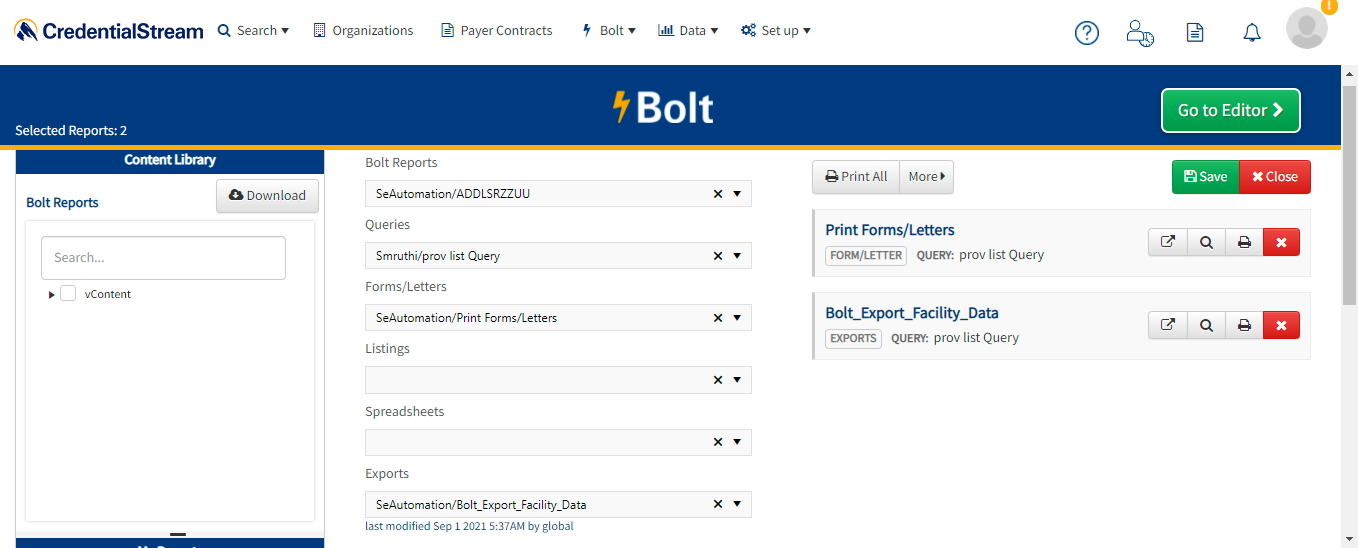 CredentialStream
Search
Organizations
Payer Contracts
Bolt
Data
Set up
?
!
Selected Reports: 2
Bolt
Go to Editor
Content Library
Bolt Reports
Download
Search...
vContent
Bolt Reports
SeAutomation/ADDLSRZZUU
Queries
Smruthi/prov list Query
Forms/Letters
SeAutomation/Print Forms/Letters
Listings
Spreadsheets
Exports
SeAutomation/Bolt_Export_Facility_Data
last modified Sep 1 2021 5:37AM by global
Print All
More
Save
Close
Print Forms/Letters
FORM/LETTER QUERY: prov list Query
Bolt_Export_Facility_Data
EXPORTS QUERY: prov list Query